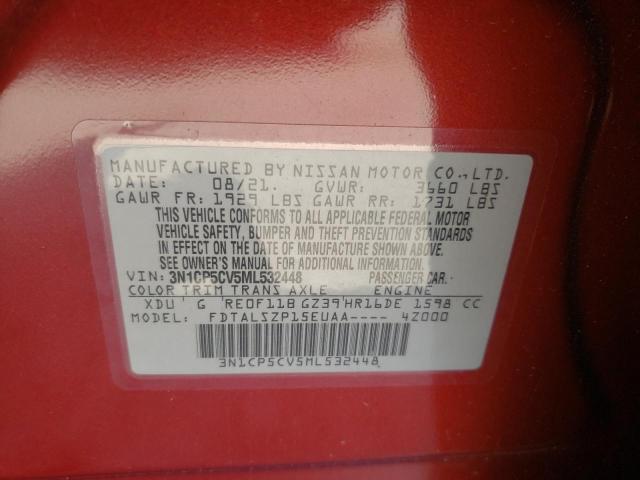 MANUFACTURED BY NISSAN MOTOR CO.,LTD.
DATE: 08/21. GVWR: 3660 LBS
GAWR FR: 1929 LBS GAWR RR: 1731 LBS
THIS VEHICLE CONFORMS TO ALL APPLICABLE FEDERAL MOTOR
VEHICLE SAFETY, BUMPER AND THEFT PREVENTION STANDARDS
IN EFFECT ON THE DATE OF MANUFACTURE SHOWN ABOVE.
SEE OWNER'S MANUAL FOR ADDITIONAL INFORMATION
VIN: 3N1CP5CV5ML532448 PASSENGER CAR
COLOR TRIM TRANS AXLE ENGINE
XDU G RE0F11B GZ39 HR16DE 1598 CC
MODEL: FDTALSZP15EUAA---- 4Z000
3N1CP5CV5ML532448